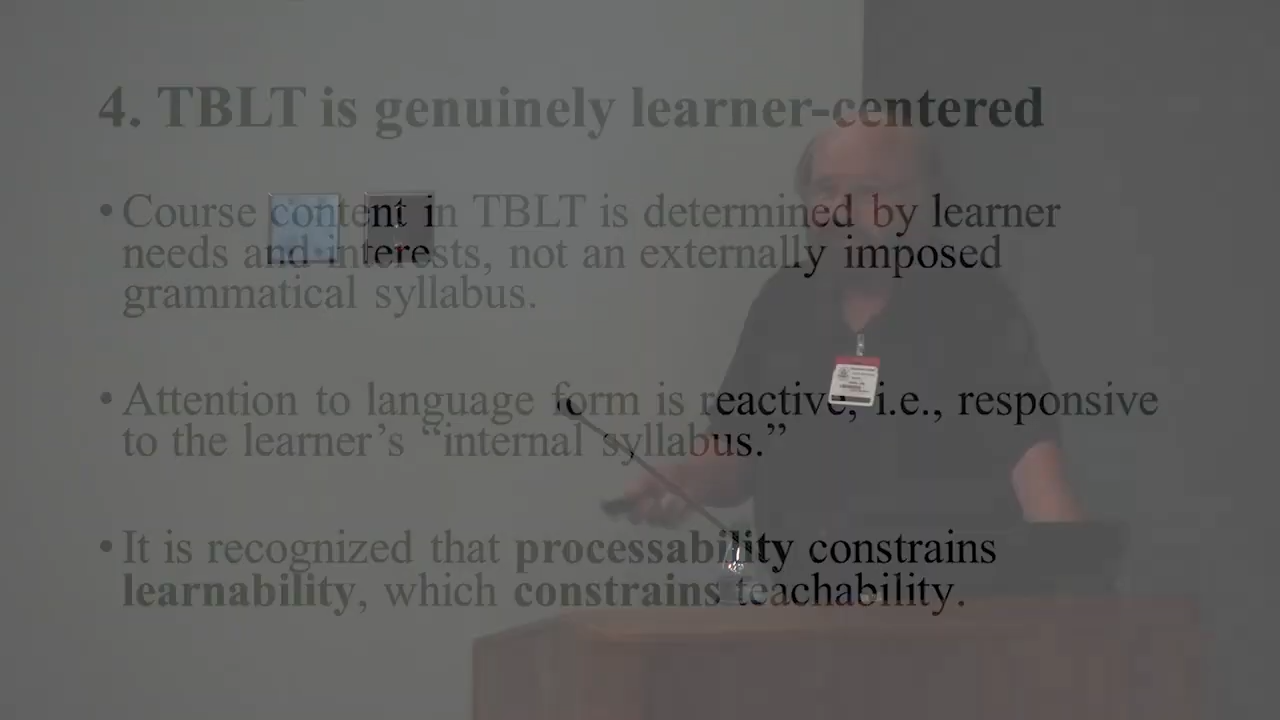 4. TBLT is genuinely learner-centered
• Course content in TBLT is determined by learner
needs and interests, not an externally imposed
grammatical syllabus.
• Attention to language form is reactive, i.e., responsive
to the learner’s “internal syllabus.”
• It is recognized that processability constrains
learnability, which constrains teachability.